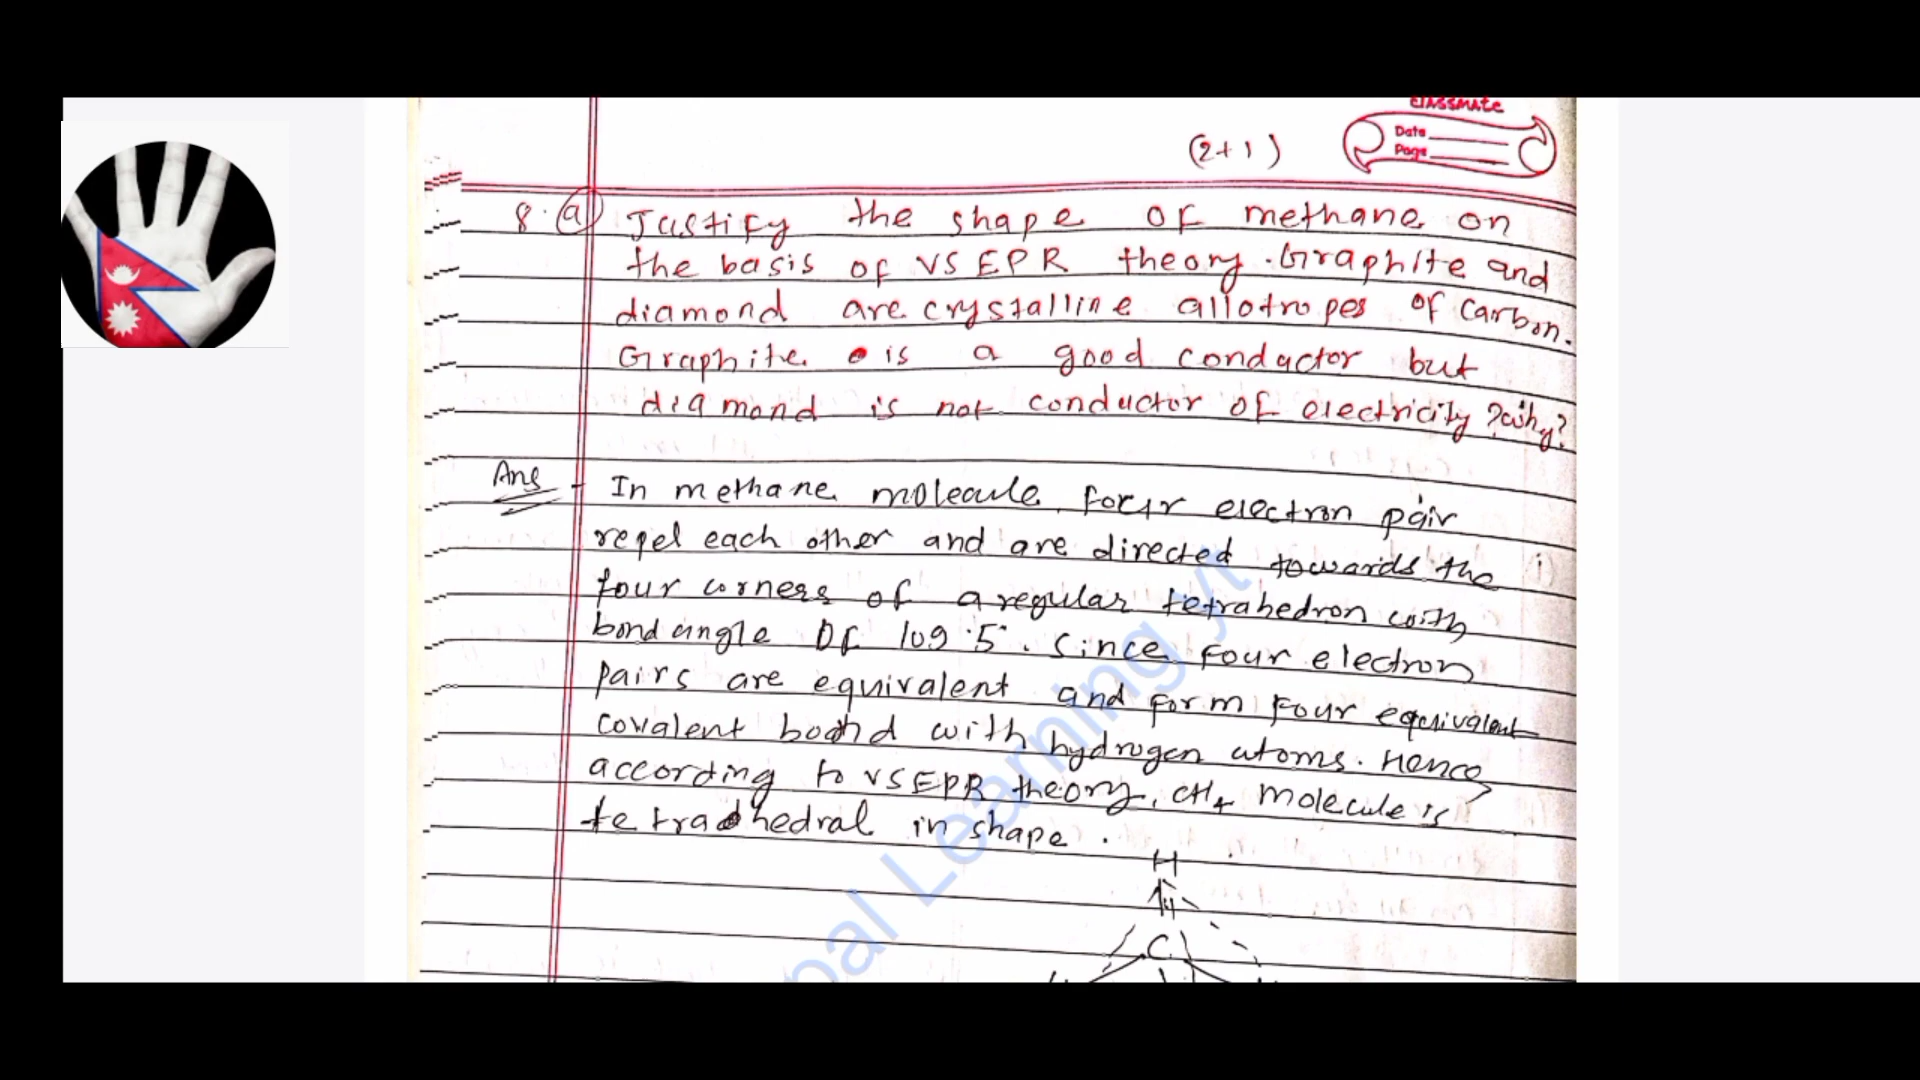 classmate
Date
Page
(2+1)
8. (a) Justify the shape of methane on
the basis of VSEPR theory. Graphite and
diamond are crystalline allotropes of carbon.
Graphite is a good conductor but
diamond is not conductor of electricity? why?
Ans - In methane molecule, four electron pair
repel each other and are directed towards the
four corners of a regular tetrahedron with
bond angle of 109.5°. Since four electron
pairs are equivalent and form four equivalent
covalent boond with hydrogen atoms. Hence
according to VSEPR theory, CH4 molecule is
tetrahedral in shape.
H
C
pal Learning yt